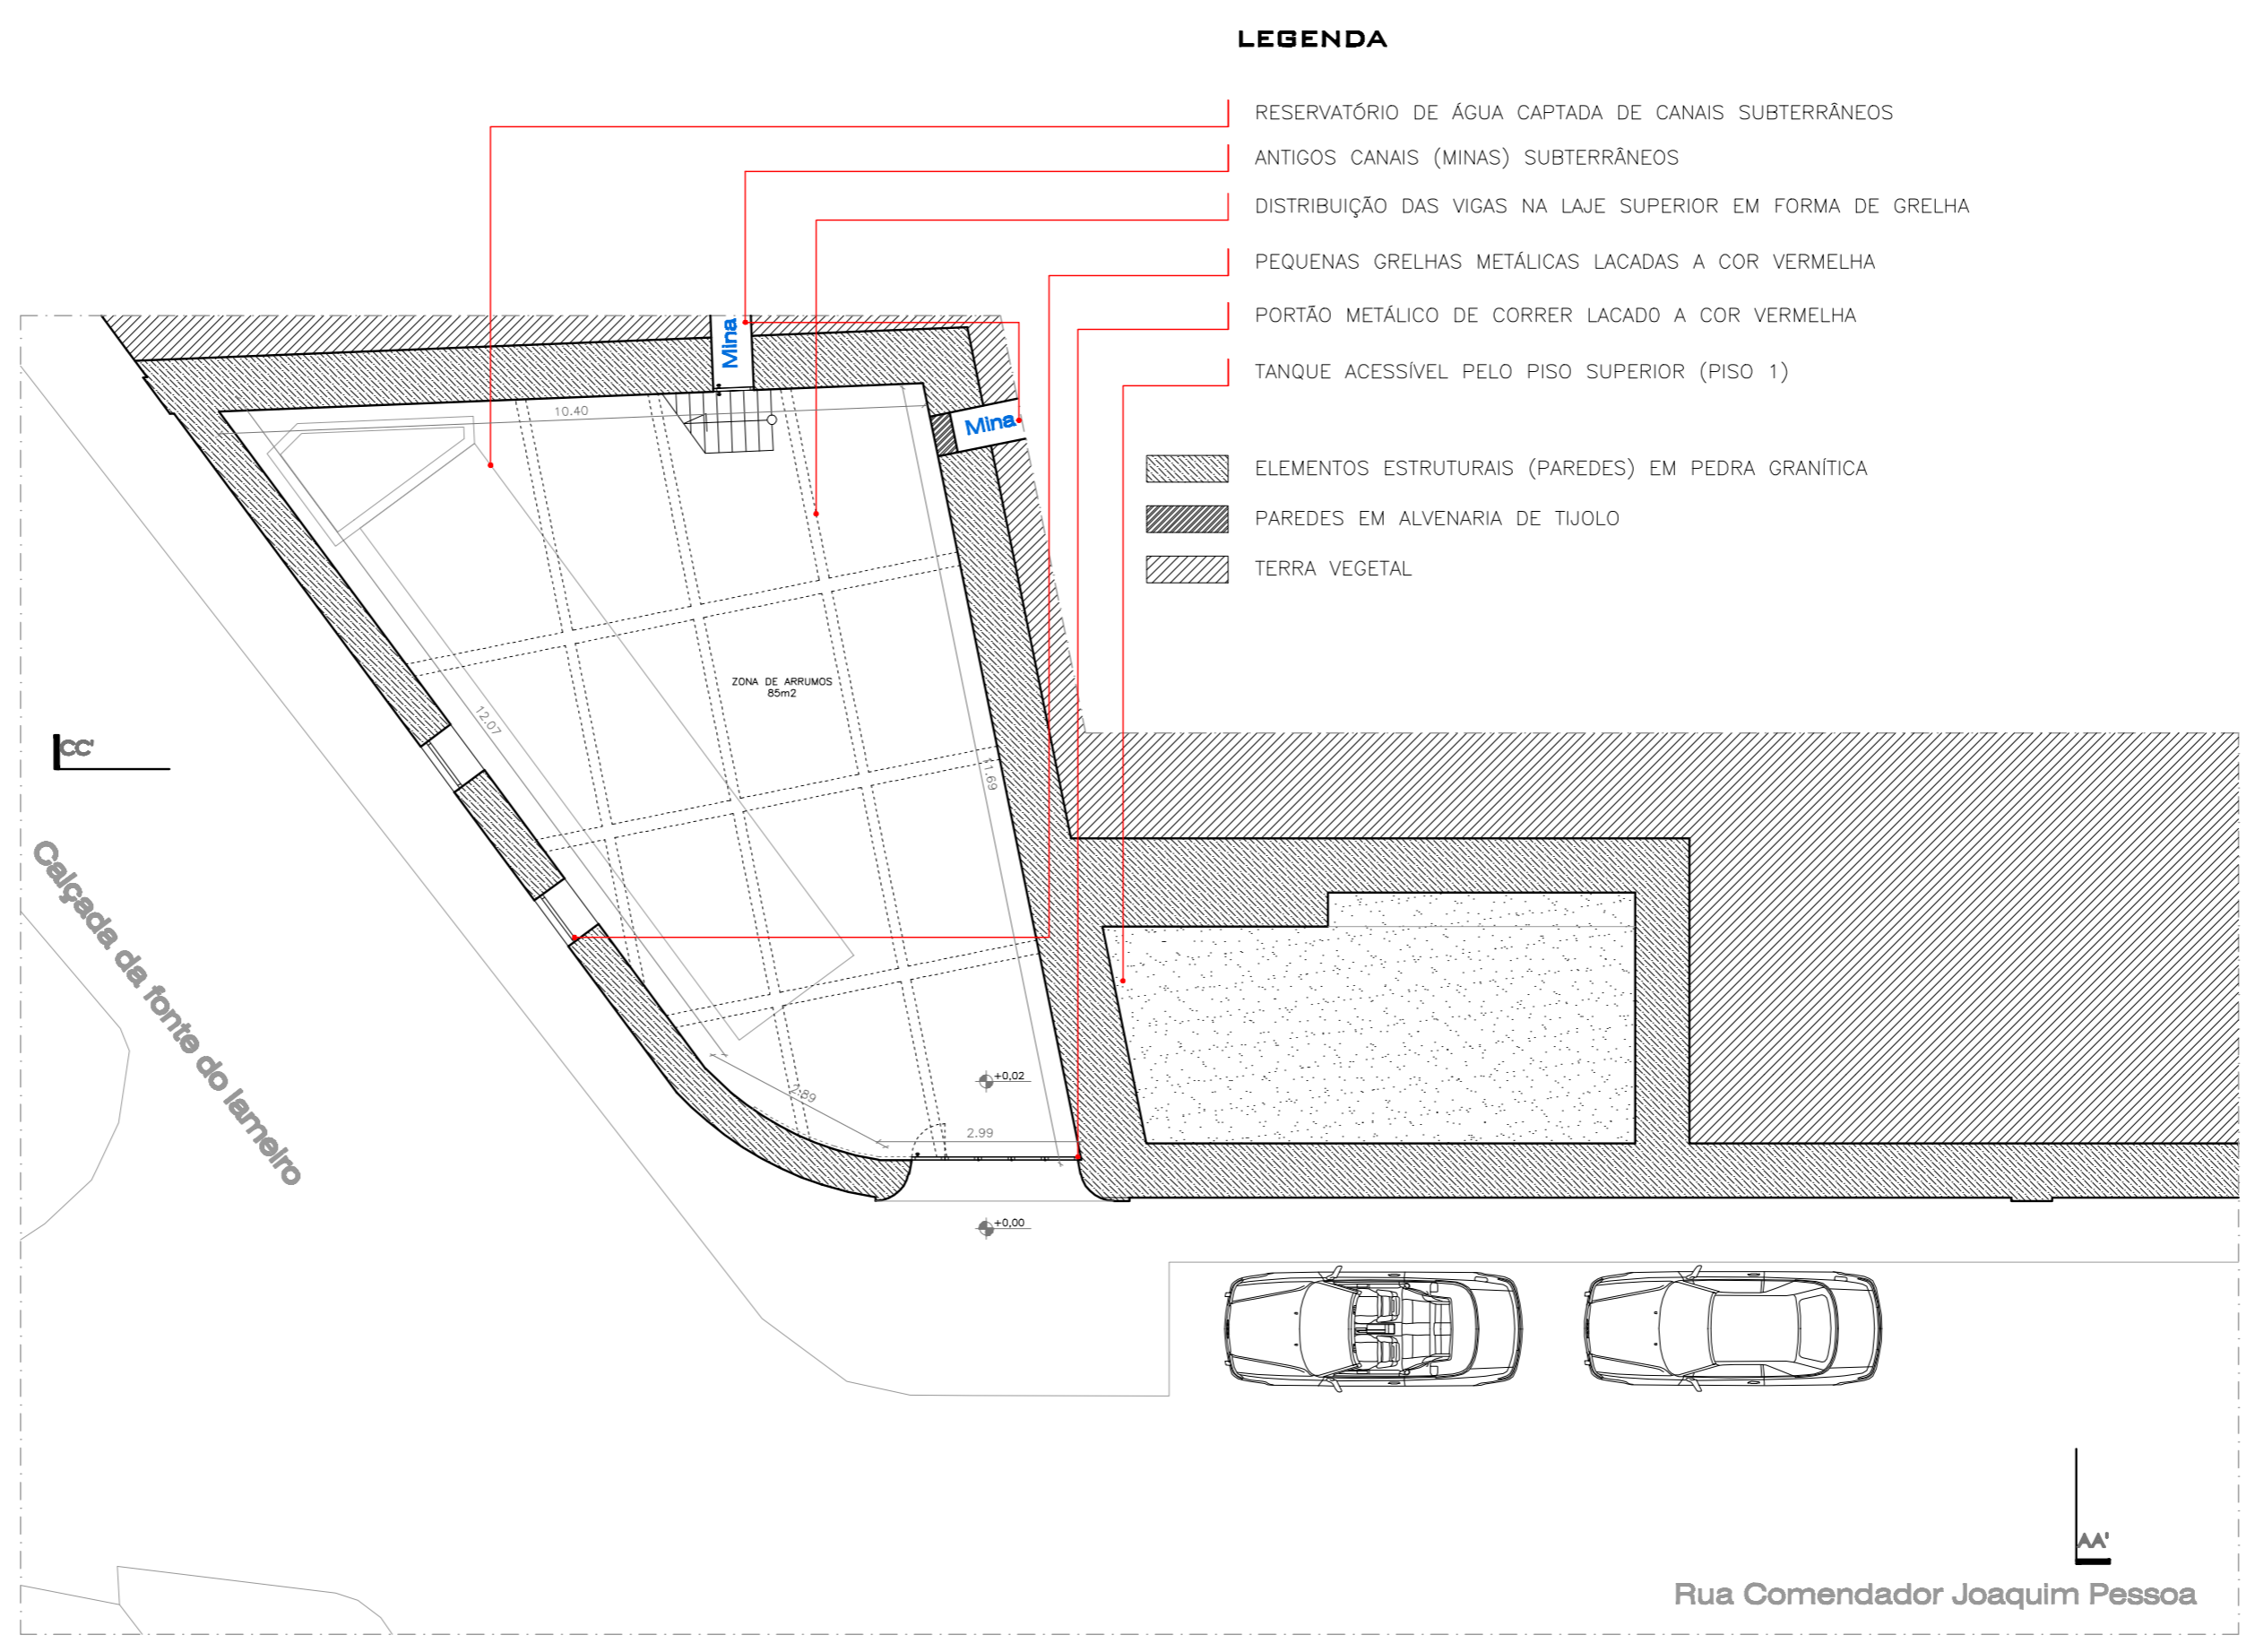 LEGENDA
RESERVATÓRIO DE ÁGUA CAPTADA DE CANAIS SUBTERRÂNEOS
ANTIGOS CANAIS (MINAS) SUBTERRÂNEOS
DISTRIBUIÇÃO DAS VIGAS NA LAJE SUPERIOR EM FORMA DE GRELHA
PEQUENAS GRELHAS METÁLICAS LACADAS A COR VERMELHA
PORTÃO METÁLICO DE CORRER LACADO A COR VERMELHA
TANQUE ACESSÍVEL PELO PISO SUPERIOR (PISO 1)
ELEMENTOS ESTRUTURAIS (PAREDES) EM PEDRA GRANÍTICA
PAREDES EM ALVENARIA DE TIJOLO
TERRA VEGETAL
Mina
10.40
Mina
ZONA DE ARRUMOS
85m2
12.07
11.69
CC'
Calçada da fonte do lameiro
2.89
+0,02
2.99
+0,00
AA'
Rua Comendador Joaquim Pessoa